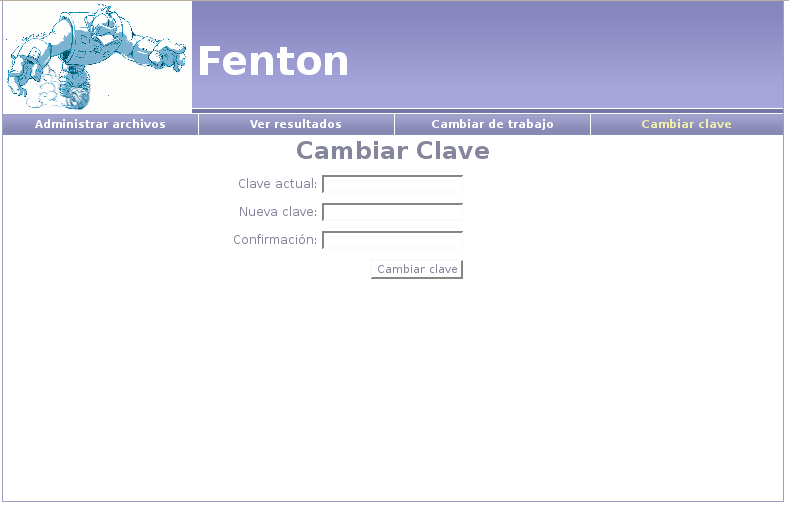 Fenton
Administrar archivos
Ver resultados
Cambiar de trabajo
Cambiar clave
Cambiar Clave
Clave actual:
Nueva clave:
Confirmación:
Cambiar clave